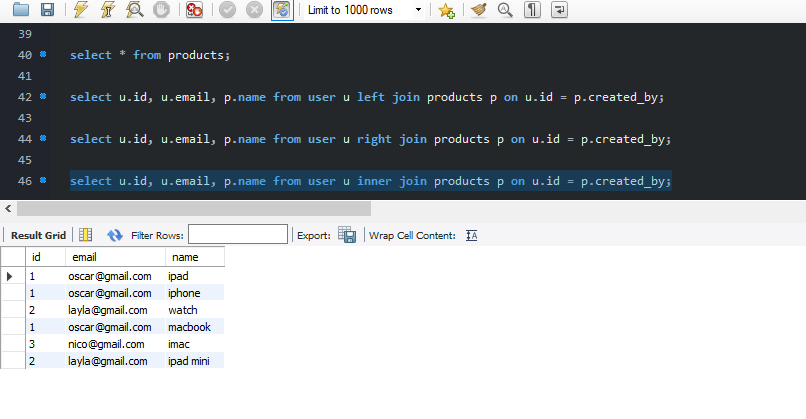 Limit to 1000 rows
39
40 select * from products;
41
42 select u.id, u.email, p.name from user u left join products p on u.id = p.created_by;
43
44 select u.id, u.email, p.name from user u right join products p on u.id = p.created_by;
45
46 select u.id, u.email, p.name from user u inner join products p on u.id = p.created_by;
Result Grid Filter Rows: Export: Wrap Cell Content: IA
id email name
1 oscar@gmail.com ipad
1 oscar@gmail.com iphone
2 layla@gmail.com watch
1 oscar@gmail.com macbook
3 nico@gmail.com imac
2 layla@gmail.com ipad mini